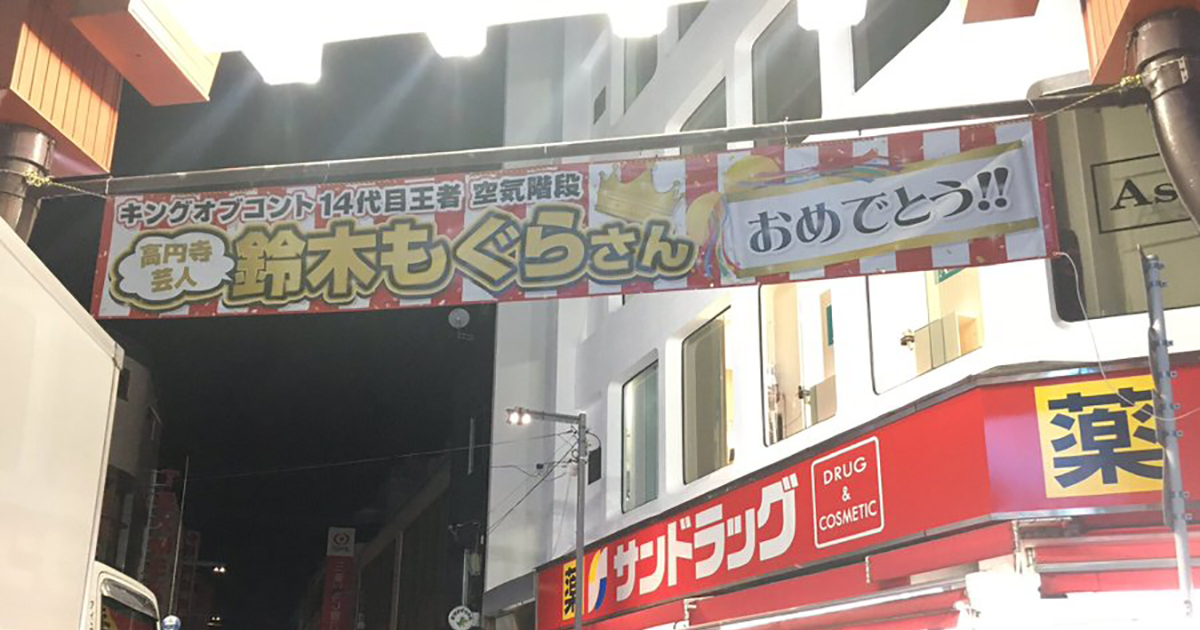 キングオブコント14代目王者 空気階段
高円寺
芸人
鈴木もぐらさん
おめでとう!!
As
薬
DRUG
&
COSMETIC
薬 サンドラッグ